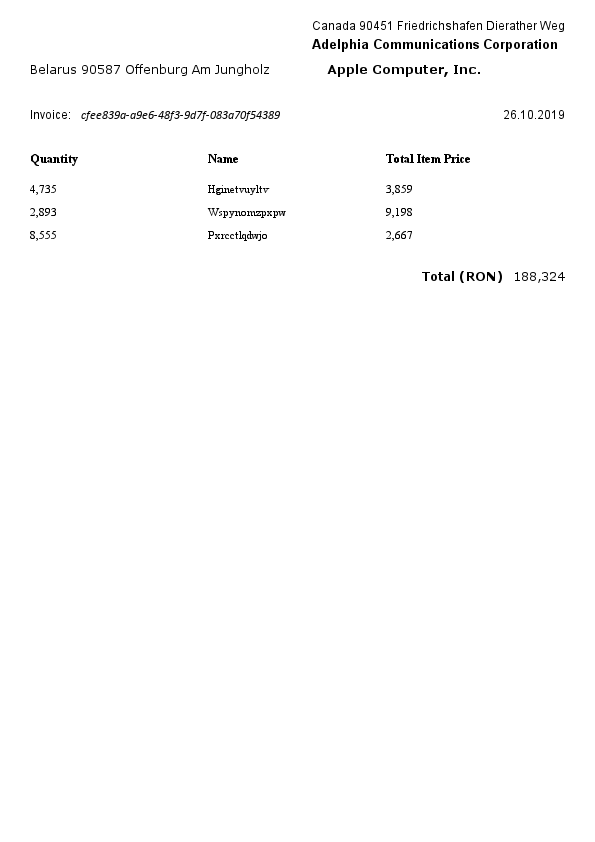 Canada 90451 Friedrichshafen Dierather Weg
Adelphia Communications Corporation
Belarus 90587 Offenburg Am Jungholz Apple Computer, Inc.
Invoice: cfee839a-a9e6-48f3-9d7f-083a70f54389 26.10.2019
Quantity Name Total Item Price
4,735 Hginetvuyltv 3,859
2,893 Wspynomzpxpw 9,198
8,555 Pxrcctlqdwjo 2,667
Total (RON) 188,324